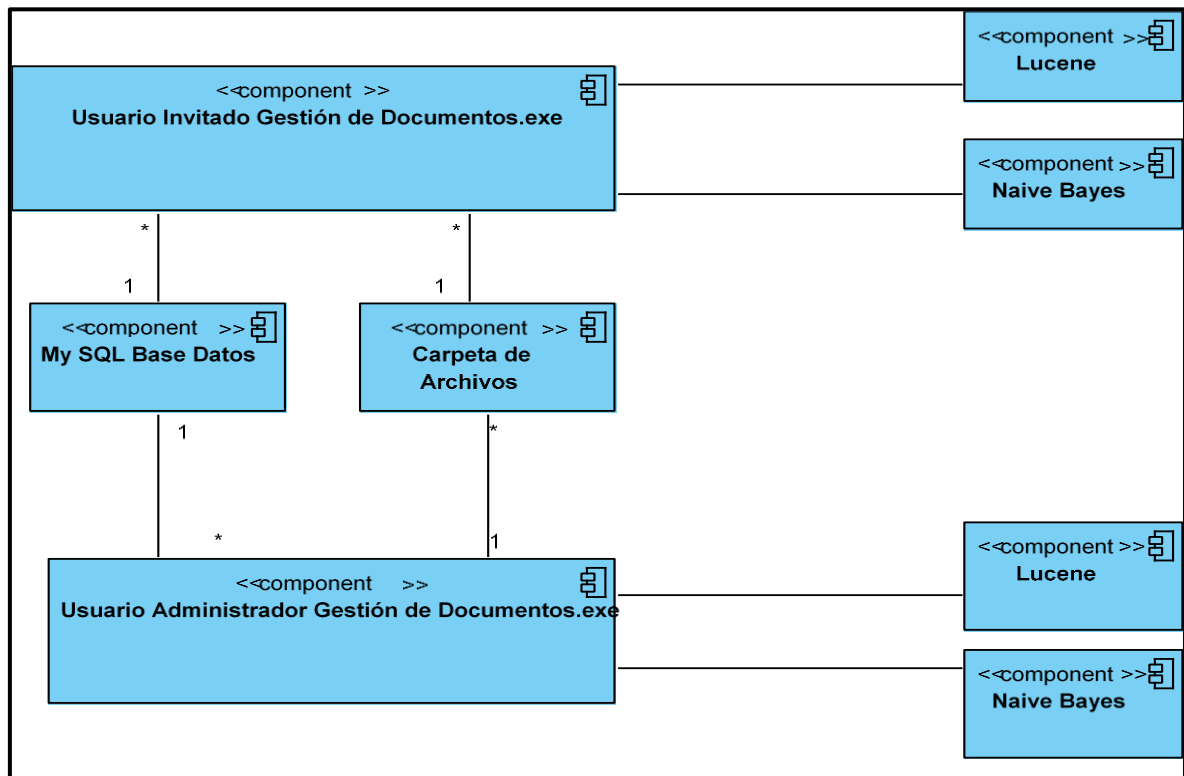 <<component >>
Lucene
<<component >>
Usuario Invitado Gestión de Documentos.exe
<<component >>
Naive Bayes
*
*
1
1
<<component >>
My SQL Base Datos
<<component >>
Carpeta de
Archivos
1
*
*
1
<<component >>
Lucene
<<component >>
Usuario Administrador Gestión de Documentos.exe
<<component >>
Naive Bayes